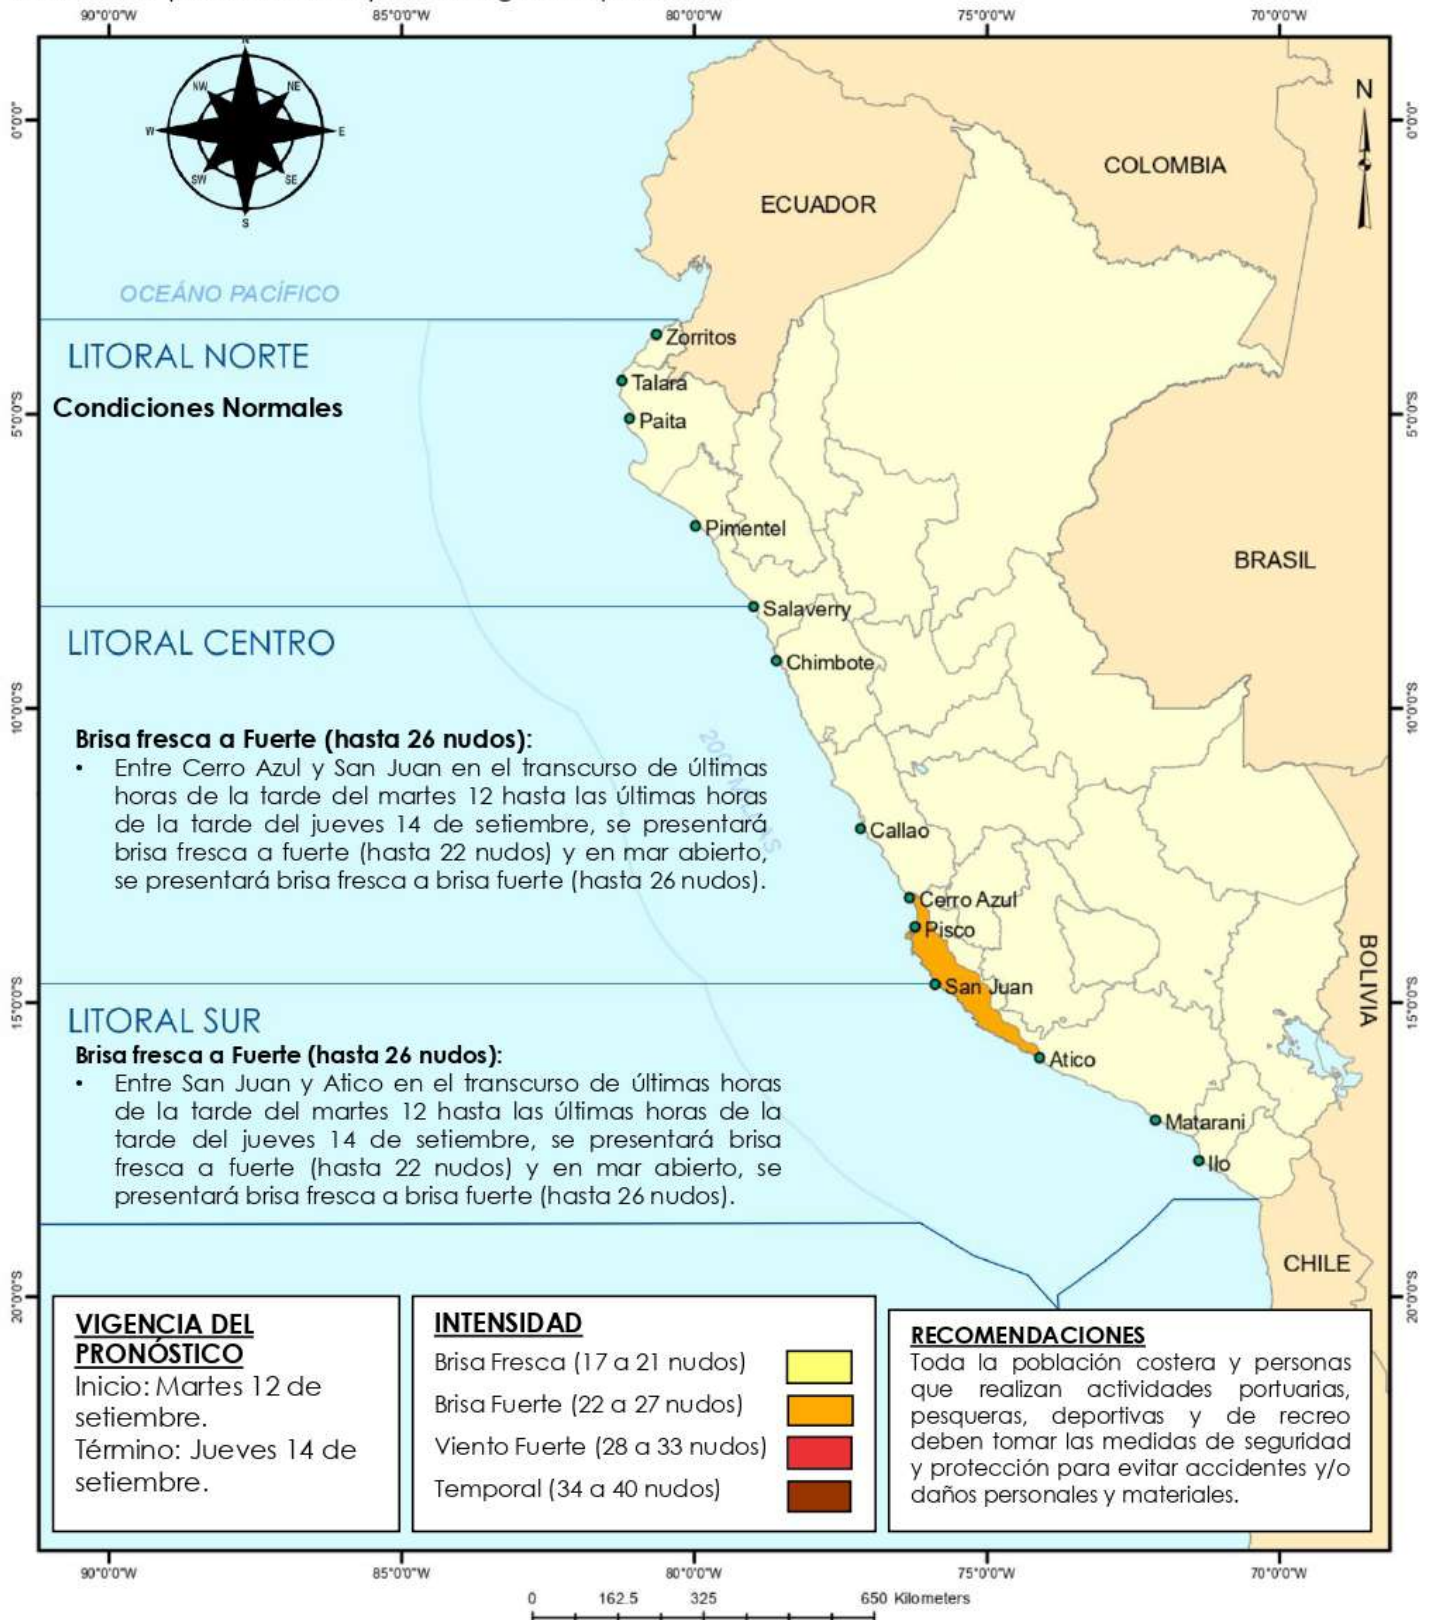 90°0'0"W 85°0'0"W 80°0'0"W 75°0'0"W 70°0'0"W
N
NW NE
W E
SW SE
S
N
0°0'0" 0°0'0"
COLOMBIA
ECUADOR
OCEÁNO PACÍFICO
Zorritos
LITORAL NORTE
Talara
Condiciones Normales
Paita
5°0'0"S 5°0'0"S
Pimentel
BRASIL
Salaverry
LITORAL CENTRO
Chimbote
10°0'0"S 10°0'0"S
Brisa fresca a Fuerte (hasta 26 nudos):
• Entre Cerro Azul y San Juan en el transcurso de últimas
horas de la tarde del martes 12 hasta las últimas horas
de la tarde del jueves 14 de setiembre, se presentará
brisa fresca a fuerte (hasta 22 nudos) y en mar abierto,
se presentará brisa fresca a brisa fuerte (hasta 26 nudos).
Callao
Cerro Azul
Pisco
BOLIVIA
San Juan
15°0'0"S 15°0'0"S
LITORAL SUR
Brisa fresca a Fuerte (hasta 26 nudos):
• Entre San Juan y Atico en el transcurso de últimas horas
de la tarde del martes 12 hasta las últimas horas de la
tarde del jueves 14 de setiembre, se presentará brisa
fresca a fuerte (hasta 22 nudos) y en mar abierto, se
presentará brisa fresca a brisa fuerte (hasta 26 nudos).
Atico
Matarani
Ilo
CHILE
20°0'0"S 20°0'0"S
VIGENCIA DEL
PRONÓSTICO
Inicio: Martes 12 de
setiembre.
Término: Jueves 14 de
setiembre.
INTENSIDAD
Brisa Fresca (17 a 21 nudos)
Brisa Fuerte (22 a 27 nudos)
Viento Fuerte (28 a 33 nudos)
Temporal (34 a 40 nudos)
RECOMENDACIONES
Toda la población costera y personas
que realizan actividades portuarias,
pesqueras, deportivas y de recreo
deben tomar las medidas de seguridad
y protección para evitar accidentes y/o
daños personales y materiales.
90°0'0"W 85°0'0"W 80°0'0"W 75°0'0"W 70°0'0"W
0 162.5 325 650 Kilometers